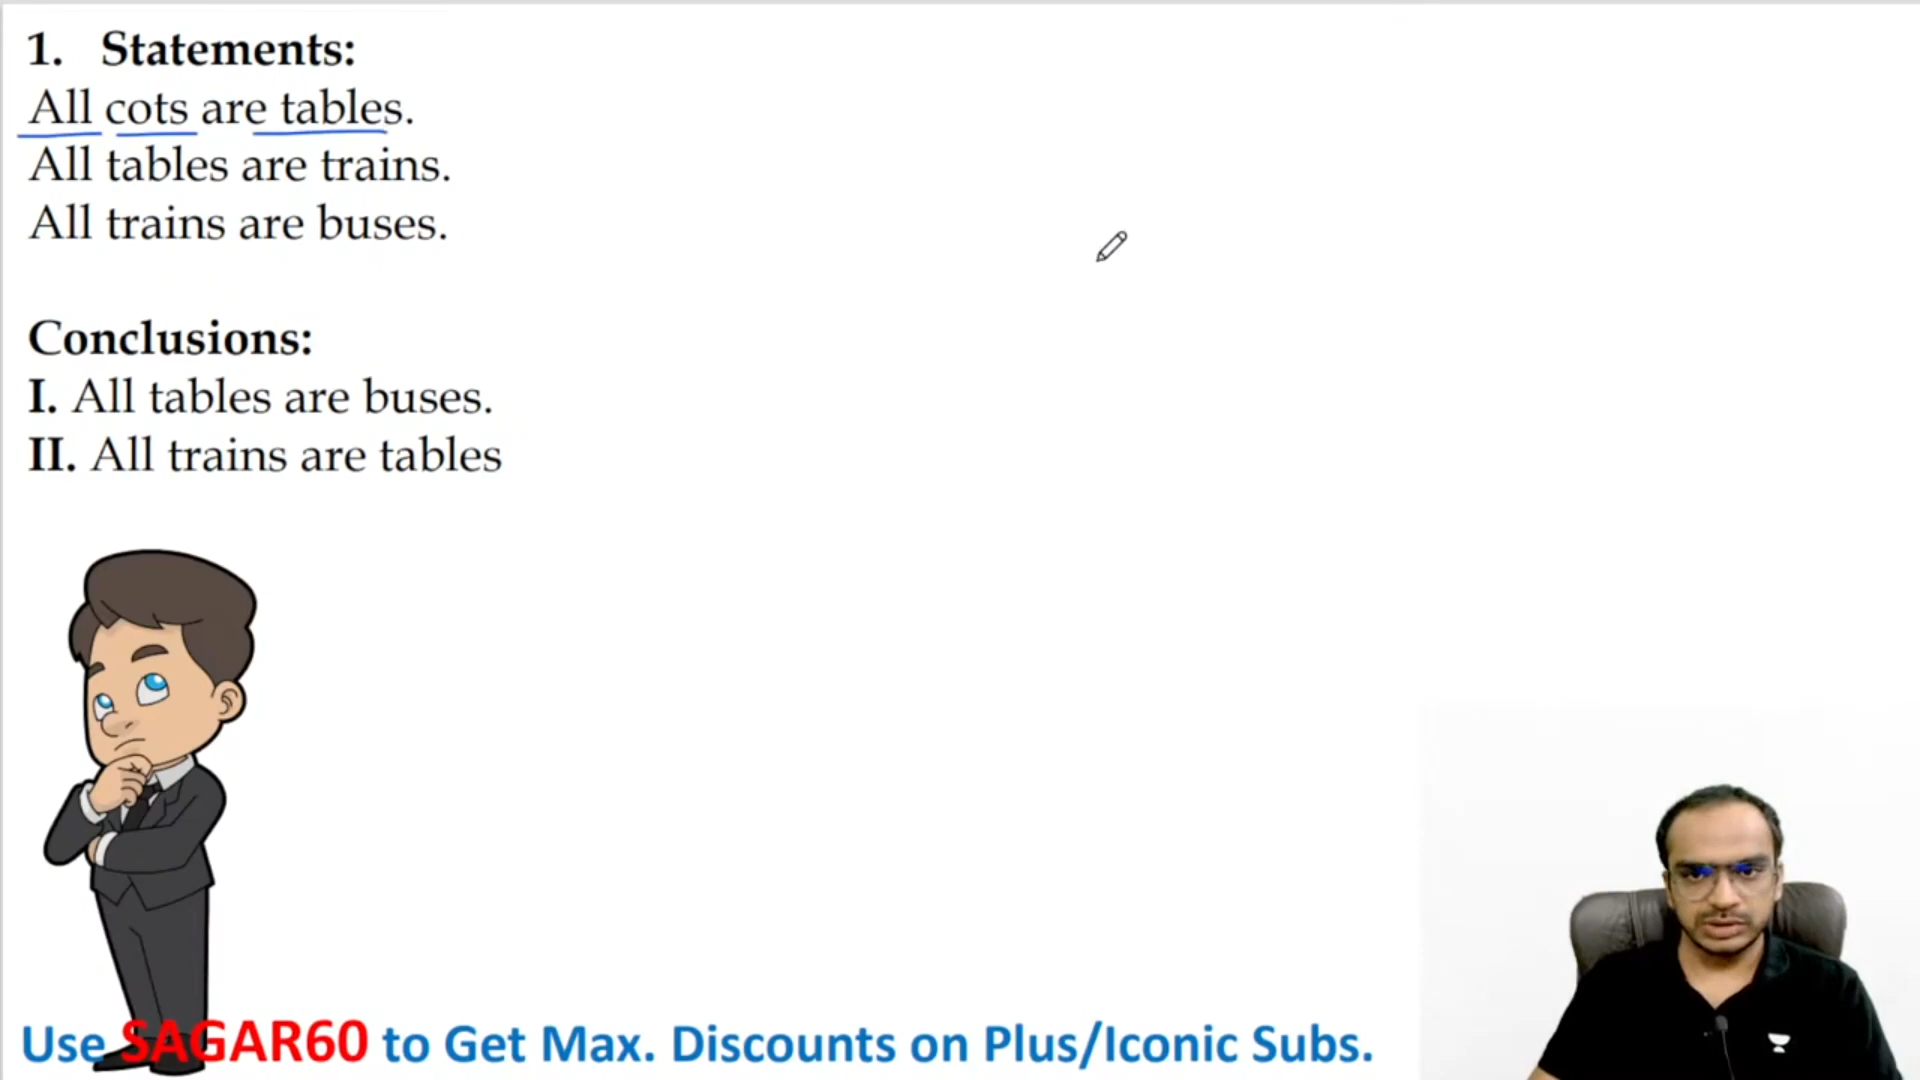 1. Statements:
All cots are tables.
All tables are trains.
All trains are buses.
Conclusions:
I. All tables are buses.
II. All trains are tables
Use SAGAR60 to Get Max. Discounts on Plus/Iconic Subs.